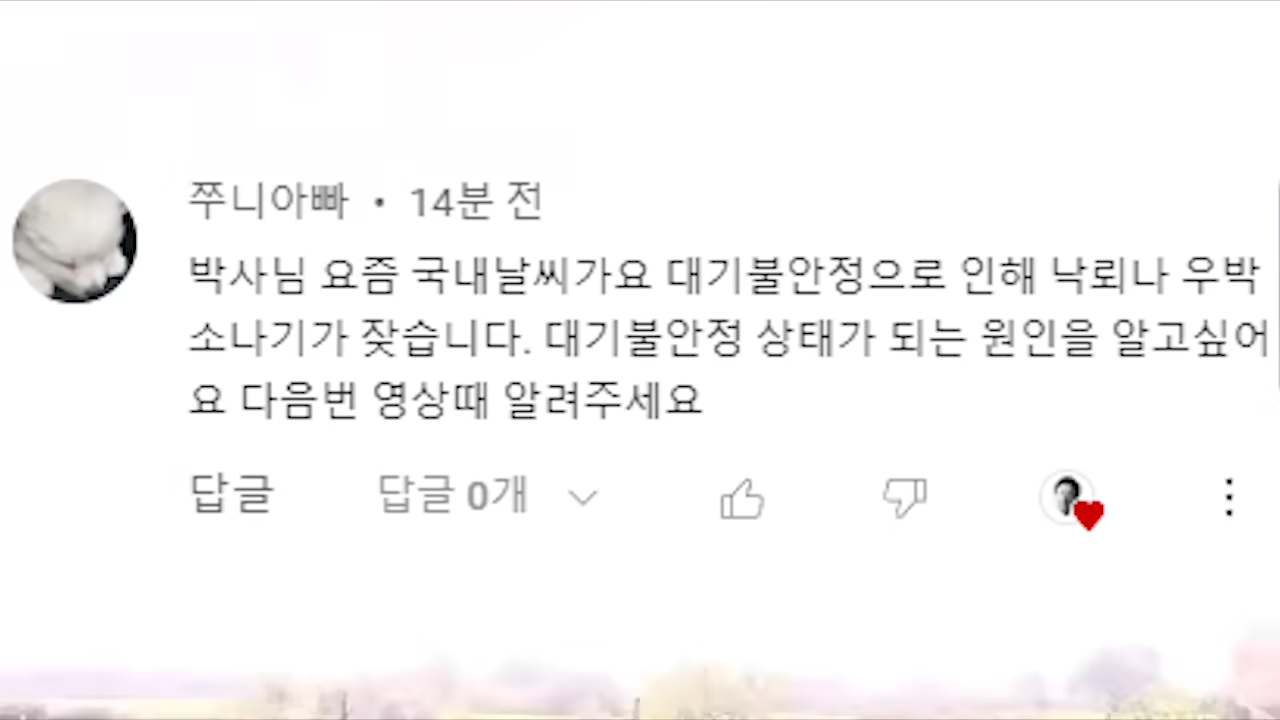 쭈니아빠 • 14분 전
박사님 요즘 국내날씨가요 대기불안정으로 인해 낙뢰나 우박
소나기가 잦습니다. 대기불안정 상태가 되는 원인을 알고싶어
요 다음번 영상때 알려주세요
답글 답글 0개